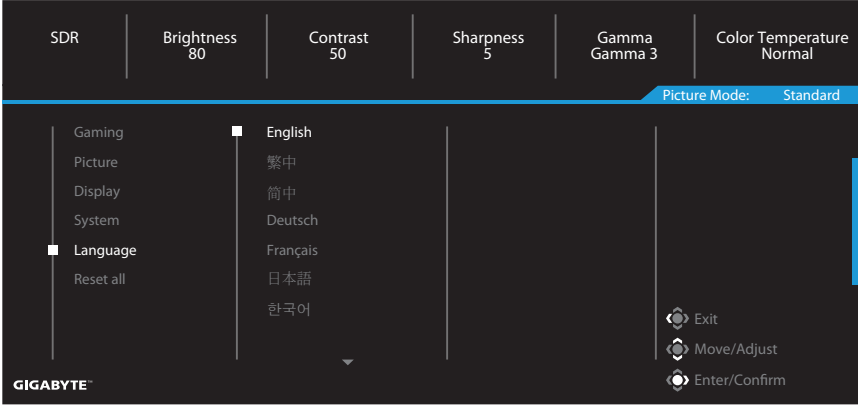 SDR
Brightness
80
Contrast
50
Sharpness
5
Gamma
Gamma 3
Color Temperature
Normal
Picture Mode: Standard
Gaming
Picture
Display
System
Language
Reset all
English
繁中
简中
Deutsch
Français
日本語
한국어
Exit
Move/Adjust
Enter/Confirm
GIGABYTE™